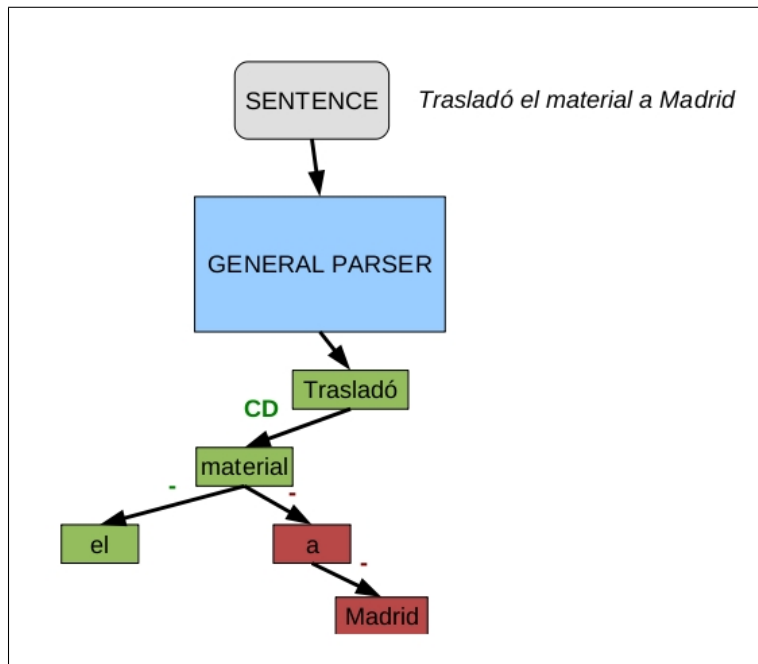 SENTENCE
Trasladó el material a Madrid
GENERAL PARSER
Trasladó
CD
material
-
-
el
a
-
Madrid